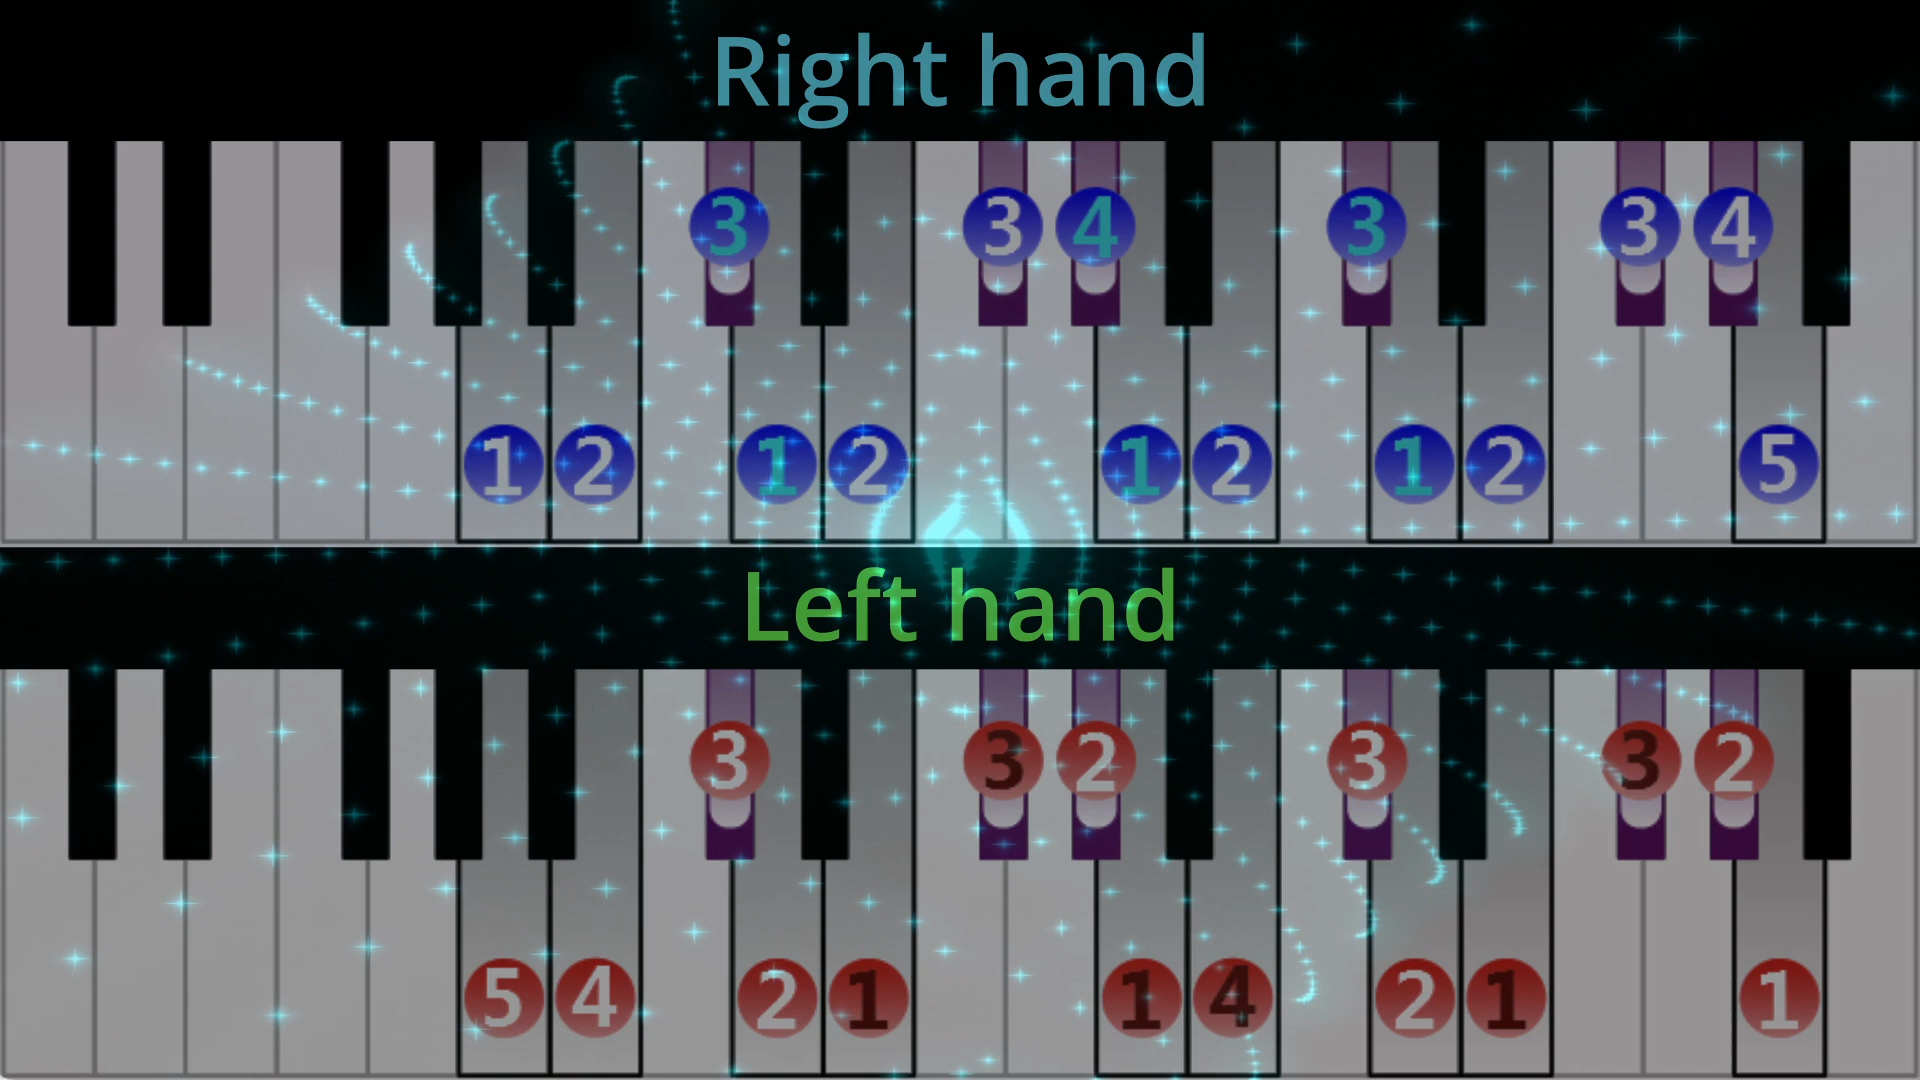 Right hand
3 3 4 3 3 4
1 2 1 2 1 2 1 2 5
Left hand
3 3 2 3 3 2
5 4 2 1 1 4 2 1 1